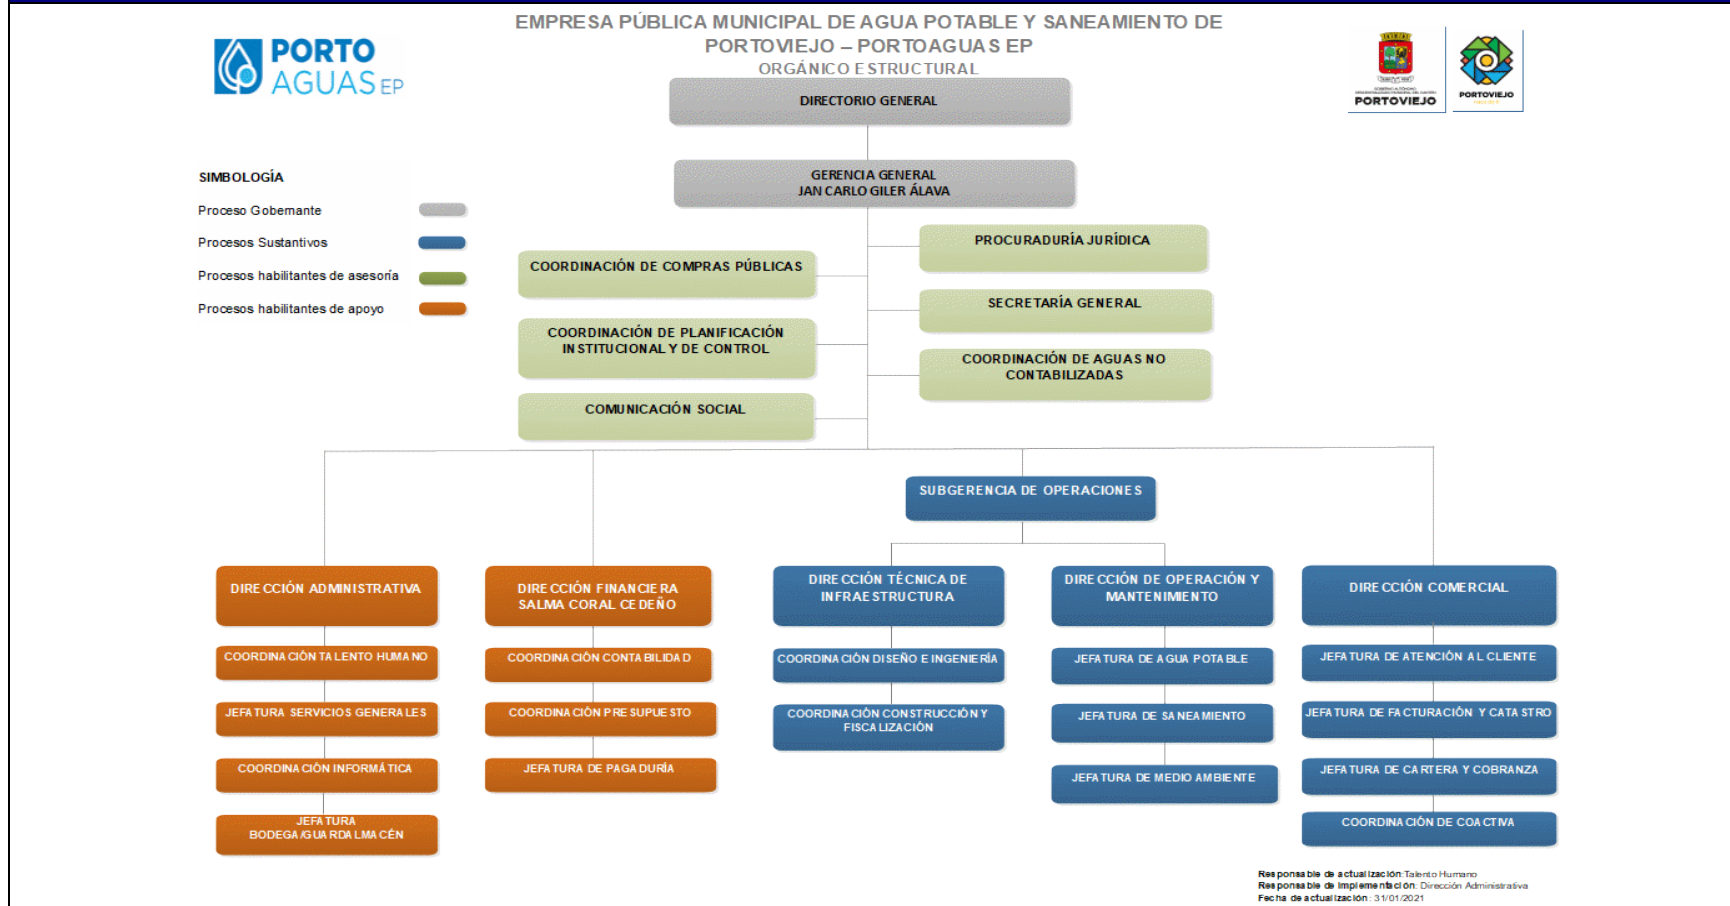 EMPRESA PÚBLICA MUNICIPAL DE AGUA POTABLE Y SANEAMIENTO DE
PORTOVIEJO – PORTOAGUAS EP
ORGÁNICO ESTRUCTURAL
PORTO
AGUAS EP
PORTOVIEJO
PORTOVIEJO
DIRECTORIO GENERAL
GERENCIA GENERAL
JAN CARLO GILER ÁLAVA
SIMBOLOGÍA
Proceso Gobernante
Procesos Sustantivos
Procesos habilitantes de asesoría
Procesos habilitantes de apoyo
PROCURADURÍA JURÍDICA
COORDINACIÓN DE COMPRAS PÚBLICAS
SECRETARÍA GENERAL
COORDINACIÓN DE PLANIFICACIÓN
INSTITUCIONAL Y DE CONTROL
COORDINACIÓN DE AGUAS NO
CONTABILIZADAS
COMUNICACIÓN SOCIAL
SUBGERENCIA DE OPERACIONES
DIRECCIÓN ADMINISTRATIVA
COORDINACIÓN TALENTO HUMANO
JEFATURA SERVICIOS GENERALES
COORDINACIÓN INFORMÁTICA
JEFATURA
BODEGA/GUARDALMACÉN
DIRECCIÓN FINANCIERA
SALMA CORAL CEDEÑO
COORDINACIÓN CONTABILIDAD
COORDINACIÓN PRESUPUESTO
JEFATURA DE PAGADURÍA
DIRECCIÓN TÉCNICA DE
INFRAESTRUCTURA
COORDINACIÓN DISEÑO E INGENIERÍA
COORDINACIÓN CONSTRUCCIÓN Y
FISCALIZACIÓN
DIRECCIÓN DE OPERACIÓN Y
MANTENIMIENTO
JEFATURA DE AGUA POTABLE
JEFATURA DE SANEAMIENTO
JEFATURA DE MEDIO AMBIENTE
DIRECCIÓN COMERCIAL
JEFATURA DE ATENCIÓN AL CLIENTE
JEFATURA DE FACTURACIÓN Y CATASTRO
JEFATURA DE CARTERA Y COBRANZA
COORDINACIÓN DE COACTIVA
Responsable de actualización:Talento Humano
Responsable de implementación: Dirección Administrativa
Fecha de actualización: 31/01/2021